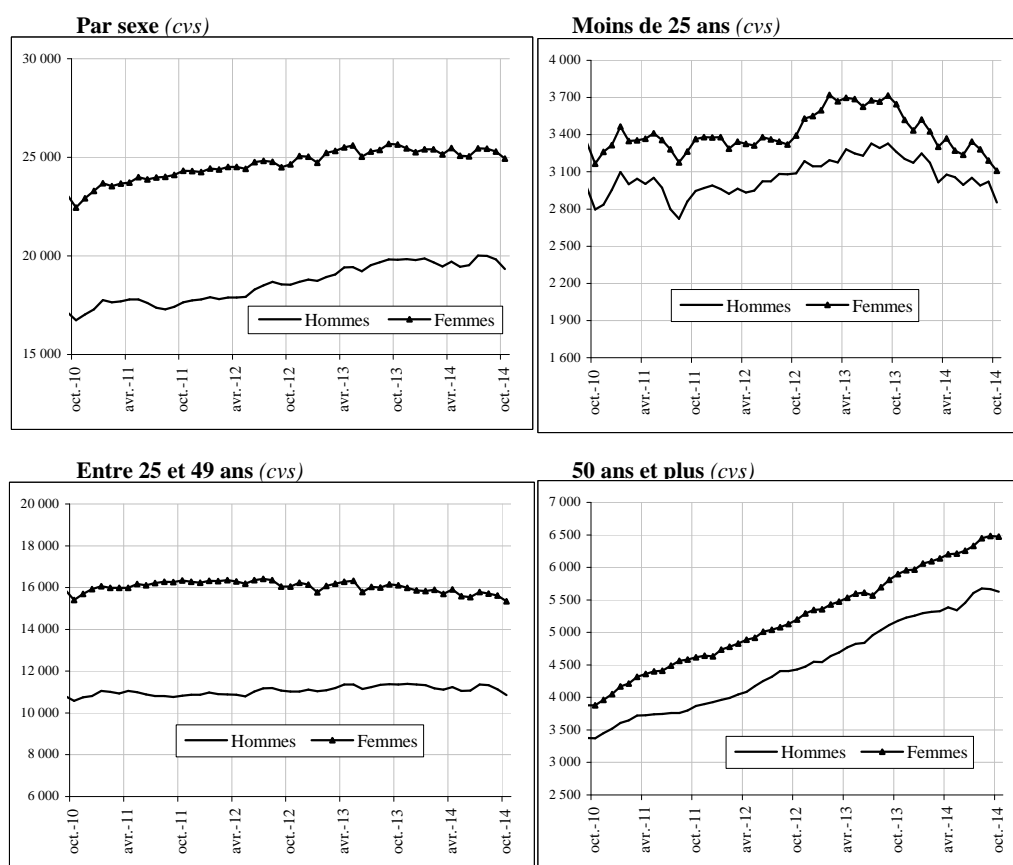 Par sexe (cvs)
30 000
25 000
20 000
15 000
Hommes
Femmes
oct.-10
avr.-11
oct.-11
avr.-12
oct.-12
avr.-13
oct.-13
avr.-14
oct.-14
Moins de 25 ans (cvs)
4 000
3 700
3 400
3 100
2 800
2 500
2 200
1 900
1 600
Hommes
Femmes
oct.-10
avr.-11
oct.-11
avr.-12
oct.-12
avr.-13
oct.-13
avr.-14
oct.-14
Entre 25 et 49 ans (cvs)
20 000
18 000
16 000
14 000
12 000
10 000
8 000
6 000
Hommes
Femmes
oct.-10
avr.-11
oct.-11
avr.-12
oct.-12
avr.-13
oct.-13
avr.-14
oct.-14
50 ans et plus (cvs)
7 000
6 500
6 000
5 500
5 000
4 500
4 000
3 500
3 000
2 500
Hommes
Femmes
oct.-10
avr.-11
oct.-11
avr.-12
oct.-12
avr.-13
oct.-13
avr.-14
oct.-14